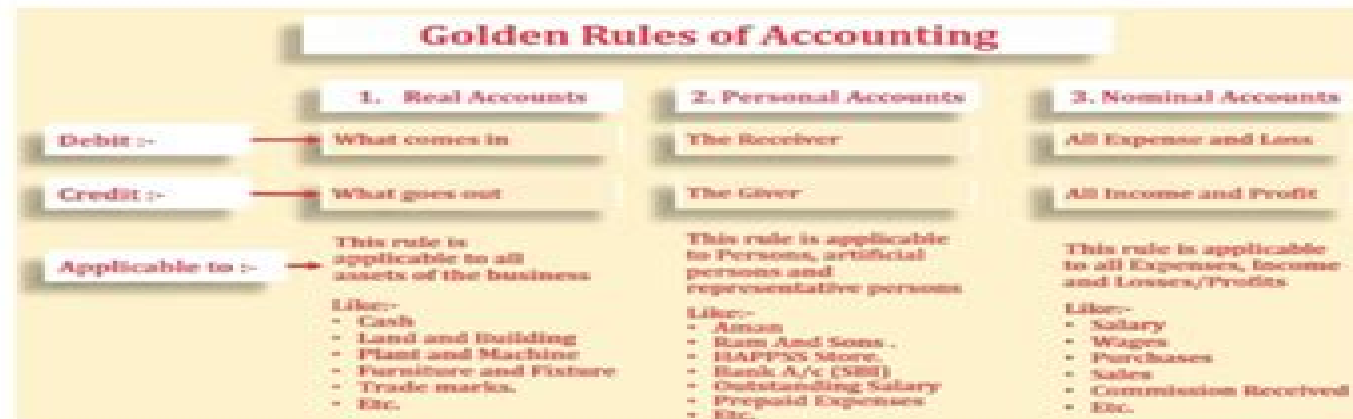 Golden Rules of Accounting
1. Real Accounts
2. Personal Accounts
3. Nominal Accounts
Debit :-
What comes in
The Receiver
All Expense and Loss
Credit :-
What goes out
The Giver
All Income and Profit
Applicable to :-
This rule is
applicable to all
assets of the business
Like:-
• Cash
• Land and Building
• Plant and Machine
• Furniture and Fixture
• Trade marks.
• Etc.
This rule is applicable
to Persons, artificial
persons and
representative persons
Like:-
• Aman
• Ram And Sons .
• Store.
• Bank A/c (SBI)
• Outstanding Salary
• Prepaid Expenses
• Etc.
This rule is applicable
to all Expenses, Income
and Losses/Profits
Like:-
• Salary
• Wages
• Purchases
• Sales
• Commission Received
• Etc.